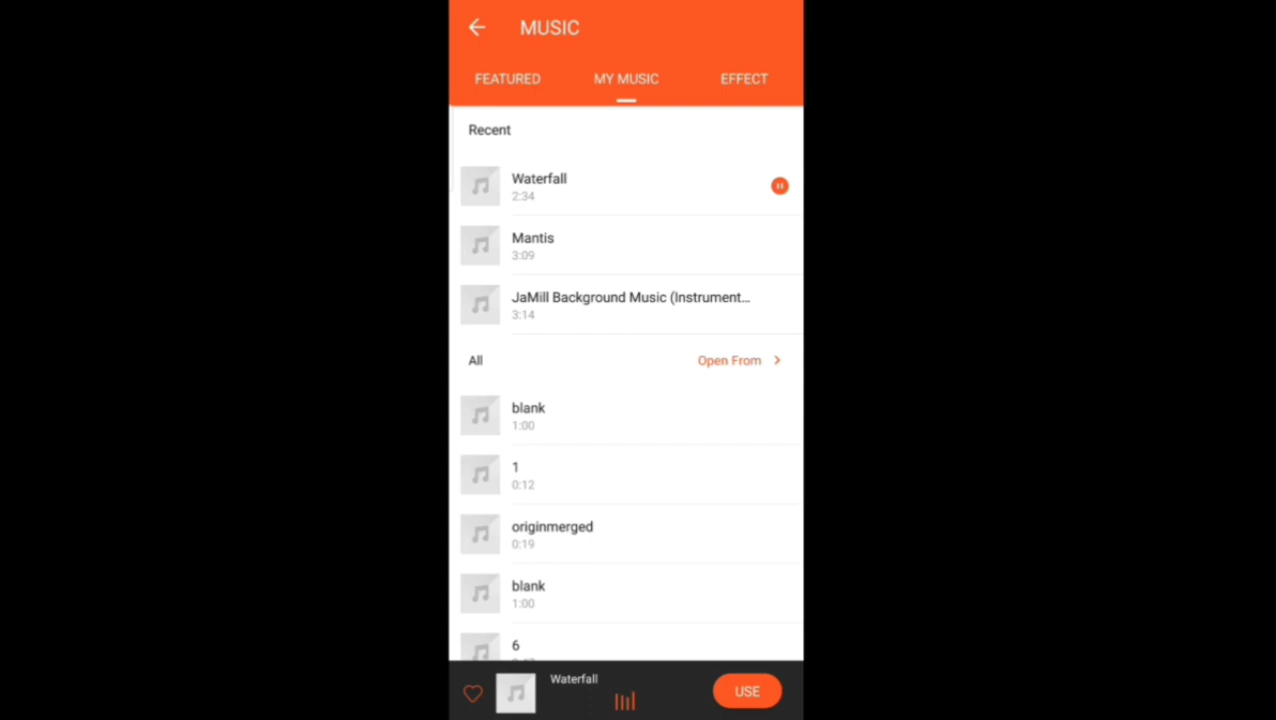 MUSIC
FEATURED MY MUSIC EFFECT
Recent
Waterfall
2:34
Mantis
3:09
JaMill Background Music (Instrument...
3:14
All Open From
blank
1:00
1
0:12
originmerged
0:19
blank
1:00
6
Waterfall
USE